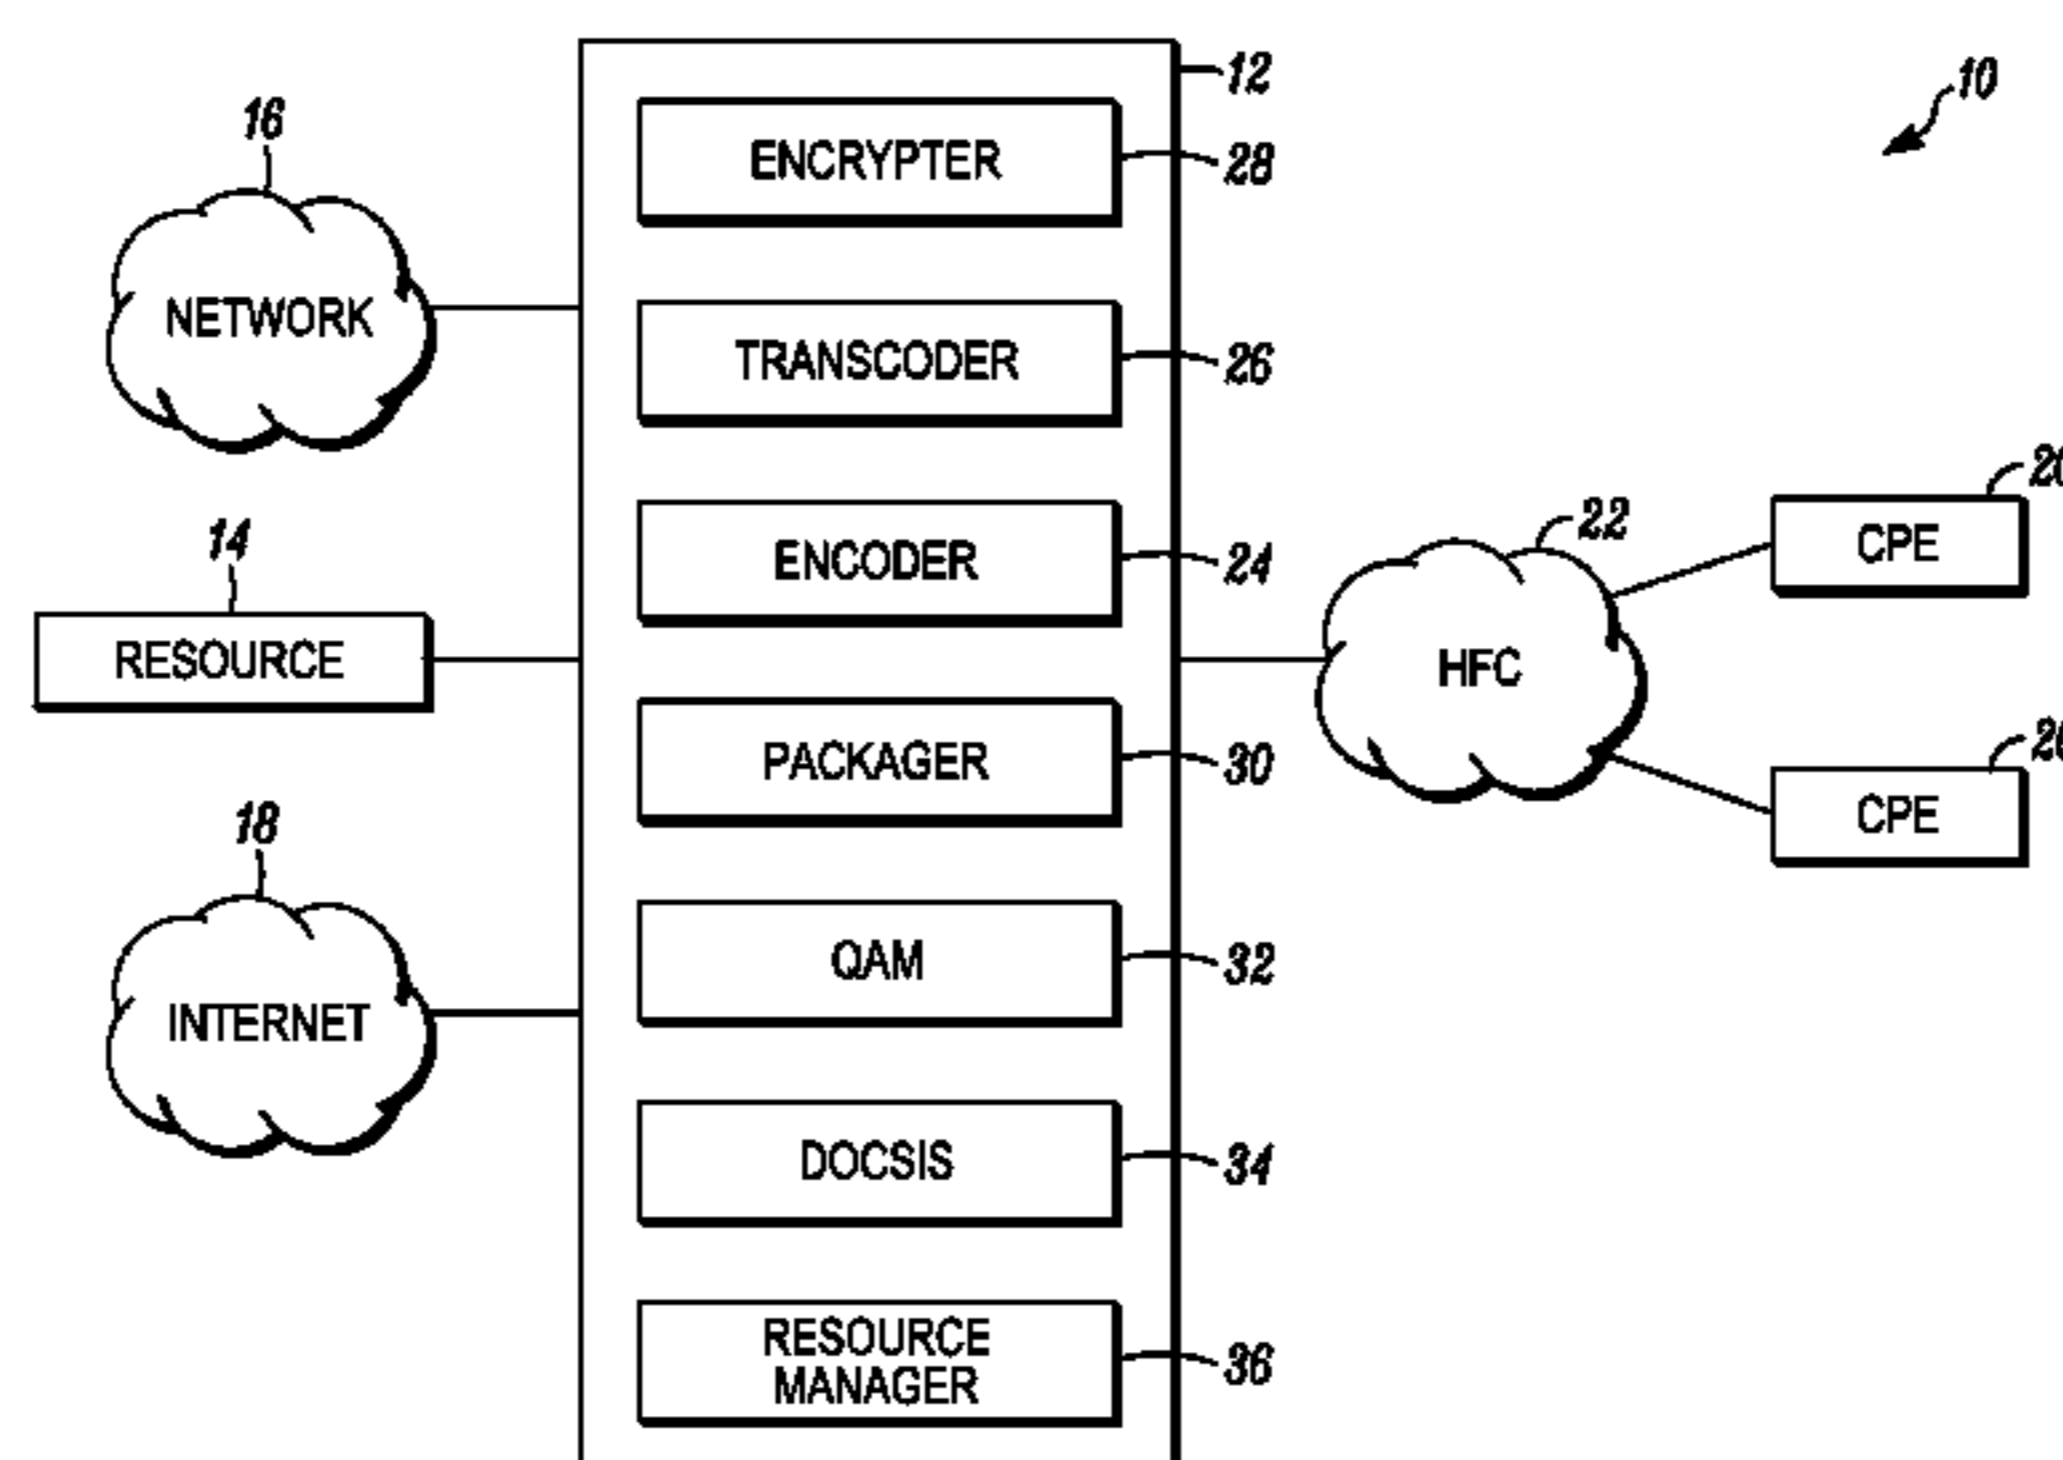 12
10
16
ENCRYPTER
28
NETWORK
TRANSCODER
26
20
14
22
CPE
ENCODER
24
RESOURCE
HFC
PACKAGER
30
CPE
18
QAM
32
INTERNET
DOCSIS
34
RESOURCE
MANAGER
36